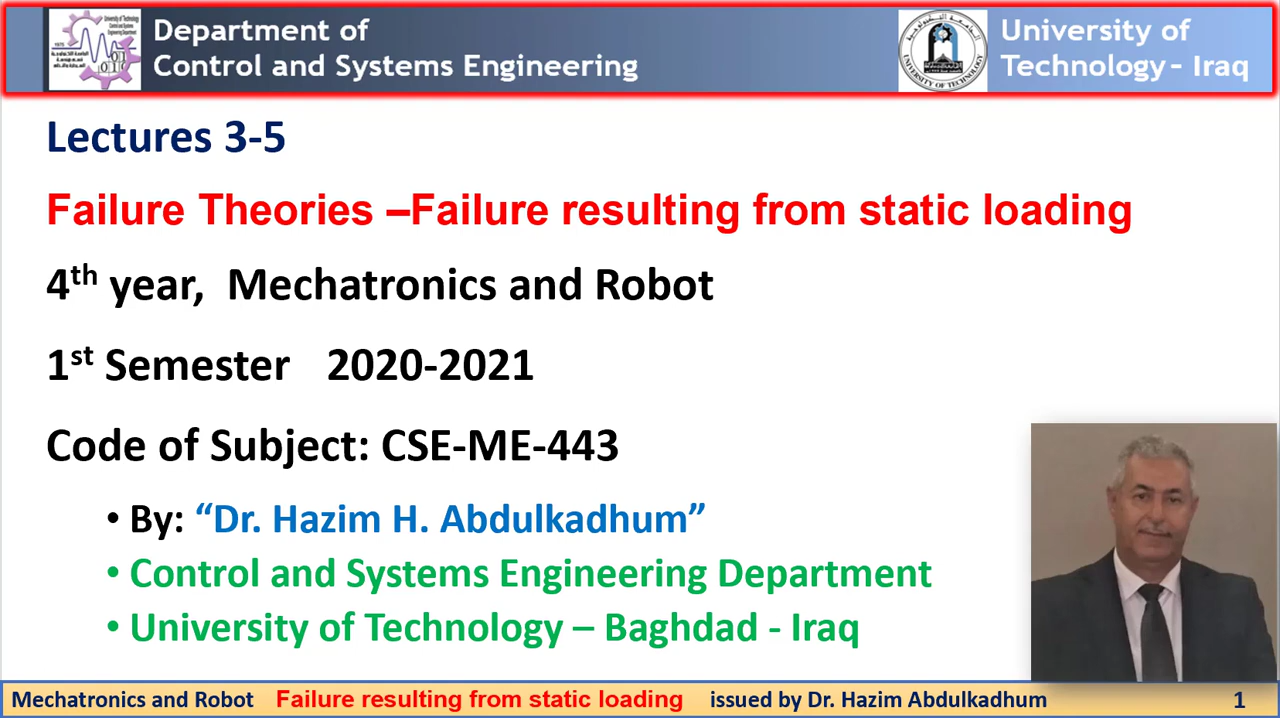 Department of
Control and Systems Engineering
University of
Technology - Iraq
Lectures 3-5
Failure Theories –Failure resulting from static loading
4th year, Mechatronics and Robot
1st Semester 2020-2021
Code of Subject: CSE-ME-443
• By: “Dr. Hazim H. Abdulkadhum”
• Control and Systems Engineering Department
• University of Technology – Baghdad - Iraq
Mechatronics and Robot Failure resulting from static loading issued by Dr. Hazim Abdulkadhum 1